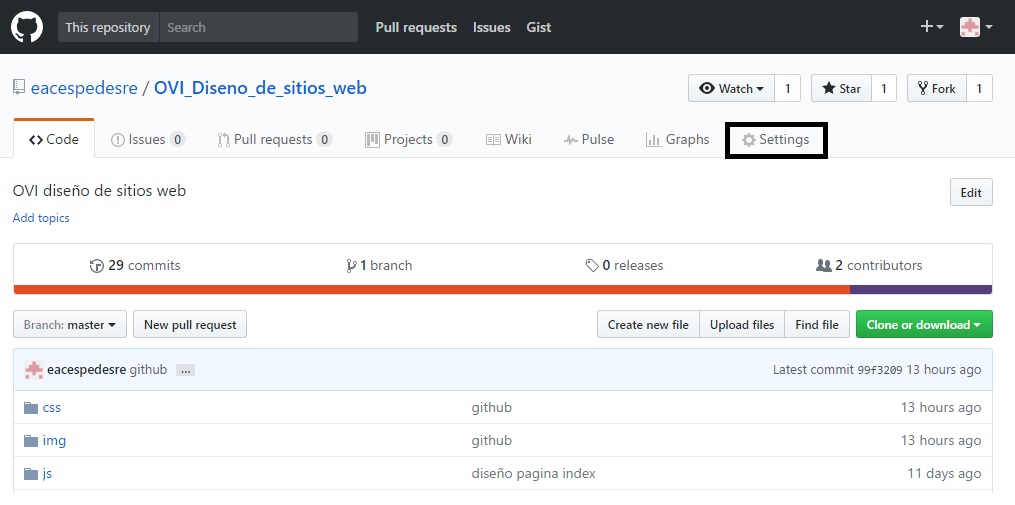 This repository Search Pull requests Issues Gist
eacespedesre / OVI_Diseno_de_sitios_web Watch 1 Star 1 Fork 1
Code Issues 0 Pull requests 0 Projects 0 Wiki Pulse Graphs Settings
OVI diseño de sitios web Edit
Add topics
29 commits 1 branch 0 releases 2 contributors
Branch: master New pull request Create new file Upload files Find file Clone or download
eacespedesre github ... Latest commit 99f3209 13 hours ago
css github 13 hours ago
img github 13 hours ago
js diseño pagina index 11 days ago